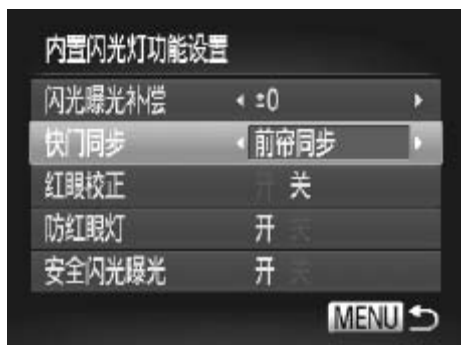 内置闪光灯功能设置
闪光曝光补偿 ±0
快门同步 前帘同步
红眼校正 开 关
防红眼灯 开 关
安全闪光曝光 开 关
MENU